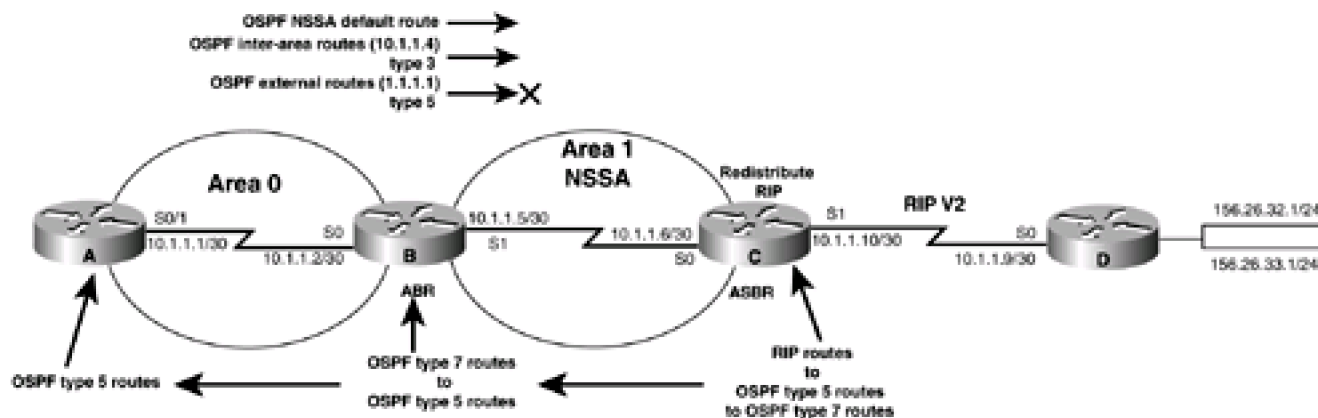 OSPF NSSA default route
OSPF inter-area routes (10.1.1.4)
type 3
OSPF external routes (1.1.1.1)
type 5
Area 0
Area 1
NSSA
Redistribute
RIP
RIP V2
S0/1
10.1.1.1/30
S0
10.1.1.2/30
10.1.1.5/30
S1
10.1.1.6/30
S0
S1
10.1.1.10/30
S0
10.1.1.9/30
156.26.32.1/24
156.26.33.1/24
A
B
C
D
ABR
ASBR
OSPF type 5 routes
OSPF type 7 routes
to
OSPF type 5 routes
RIP routes
to
OSPF type 5 routes
to OSPF type 7 routes